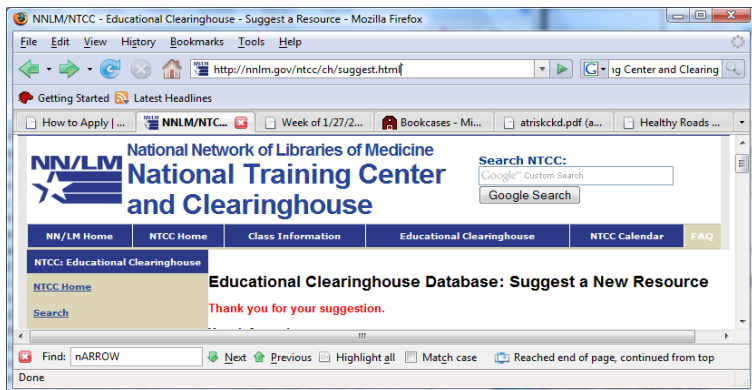 NNLM/NTCC - Educational Clearinghouse - Suggest a Resource - Mozilla Firefox
File Edit View History Bookmarks Tools Help
http://nnlm.gov/ntcc/ch/suggest.html
G ng Center and Clearing
Getting Started Latest Headlines
How to Apply | ... NNLM/NTC... Week of 1/27/2... Bookcases - Mi... atriskckd.pdf (a... Healthy Roads ...
NN/LM
National Network of Libraries of Medicine
National Training Center
and Clearinghouse
Search NTCC:
Google™ Custom Search
Google Search
NN/LM Home NTCC Home Class Information Educational Clearinghouse NTCC Calendar FAQ
NTCC: Educational Clearinghouse
NTCC Home
Search
Educational Clearinghouse Database: Suggest a New Resource
Thank you for your suggestion.
Find: nARROW Next Previous Highlight all Match case Reached end of page, continued from top
Done